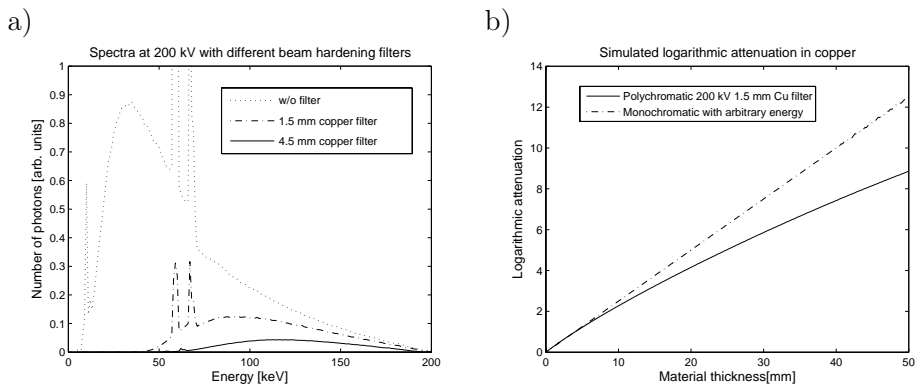 a)
Spectra at 200 kV with different beam hardening filters
1
0.9
0.8
0.7
0.6
0.5
0.4
0.3
0.2
0.1
0
Number of photons [arb. units]
w/o filter
1.5 mm copper filter
4.5 mm copper filter
0 50 100 150 200
Energy [keV]
b)
Simulated logarithmic attenuation in copper
14
12
10
8
6
4
2
0
Logarithmic attenuation
Polychromatic 200 kV 1.5 mm Cu filter
Monochromatic with arbitrary energy
0 10 20 30 40 50
Material thickness[mm]